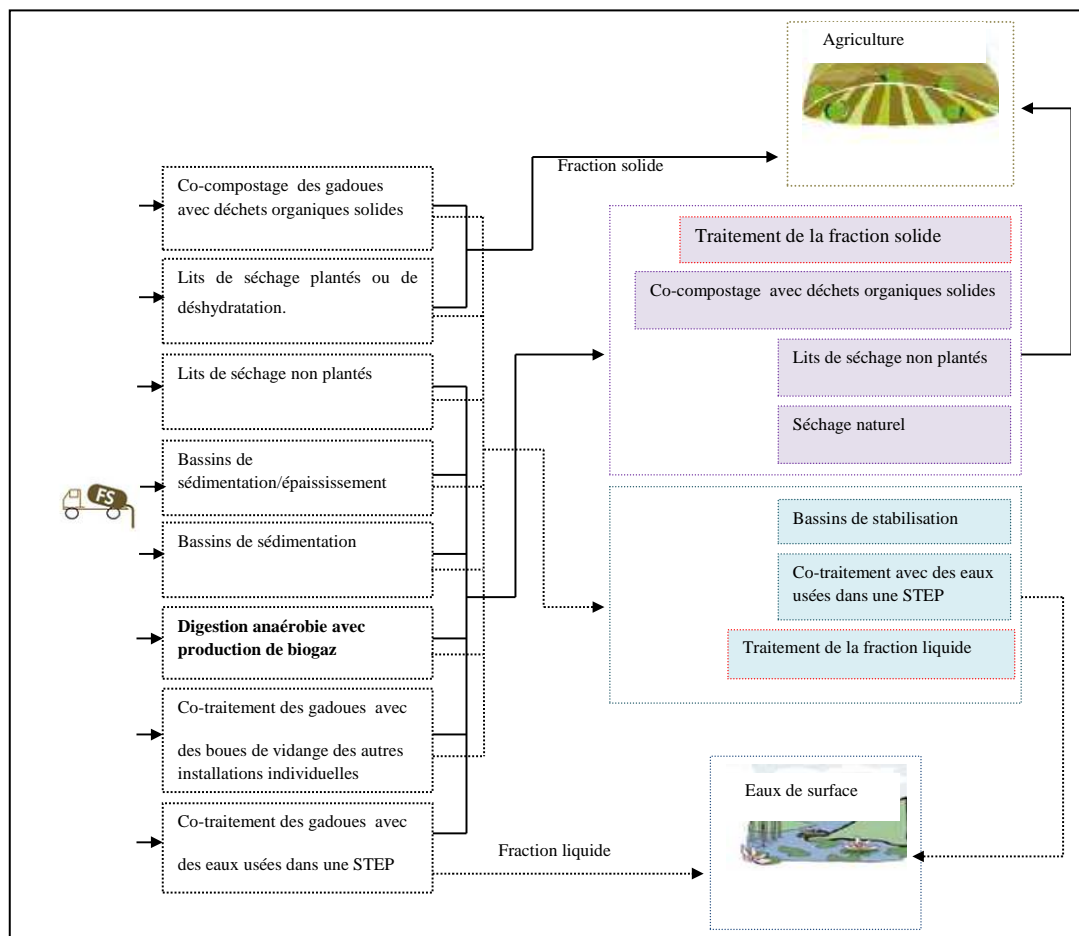 Agriculture
Fraction solide
Co-compostage des gadoues
avec déchets organiques solides
Traitement de la fraction solide
Lits de séchage plantés ou de
déshydratation.
Co-compostage avec déchets organiques solides
Lits de séchage non plantés
Lits de séchage non plantés
Séchage naturel
Bassins de
sédimentation/épaississement
FS
Bassins de sédimentation
Bassins de stabilisation
Co-traitement avec des eaux
usées dans une STEP
Digestion anaérobie avec
production de biogaz
Traitement de la fraction liquide
Co-traitement des gadoues avec
des boues de vidange des autres
installations individuelles
Eaux de surface
Co-traitement des gadoues avec
des eaux usées dans une STEP
Fraction liquide